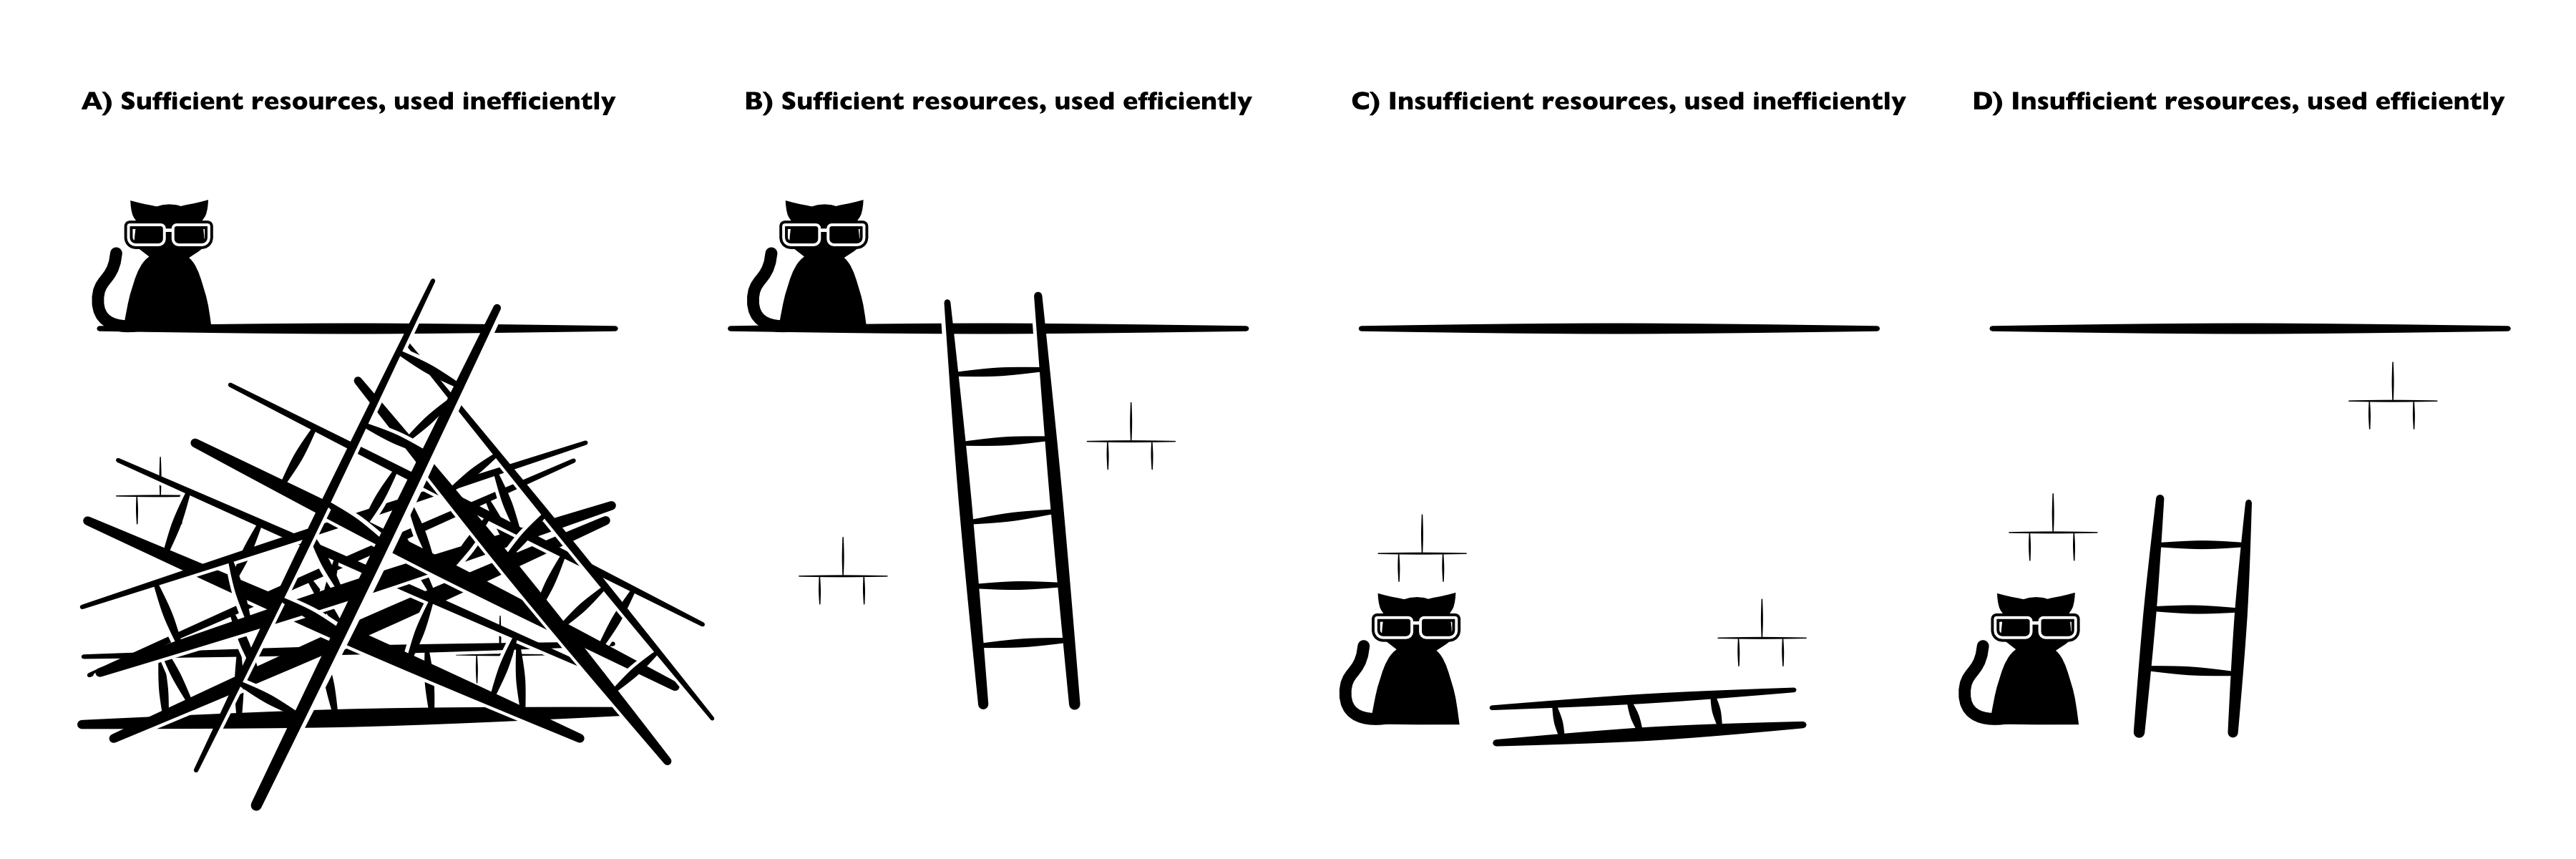 A) Sufficient resources, used inefficiently
B) Sufficient resources, used efficiently
C) Insufficient resources, used inefficiently
D) Insufficient resources, used efficiently